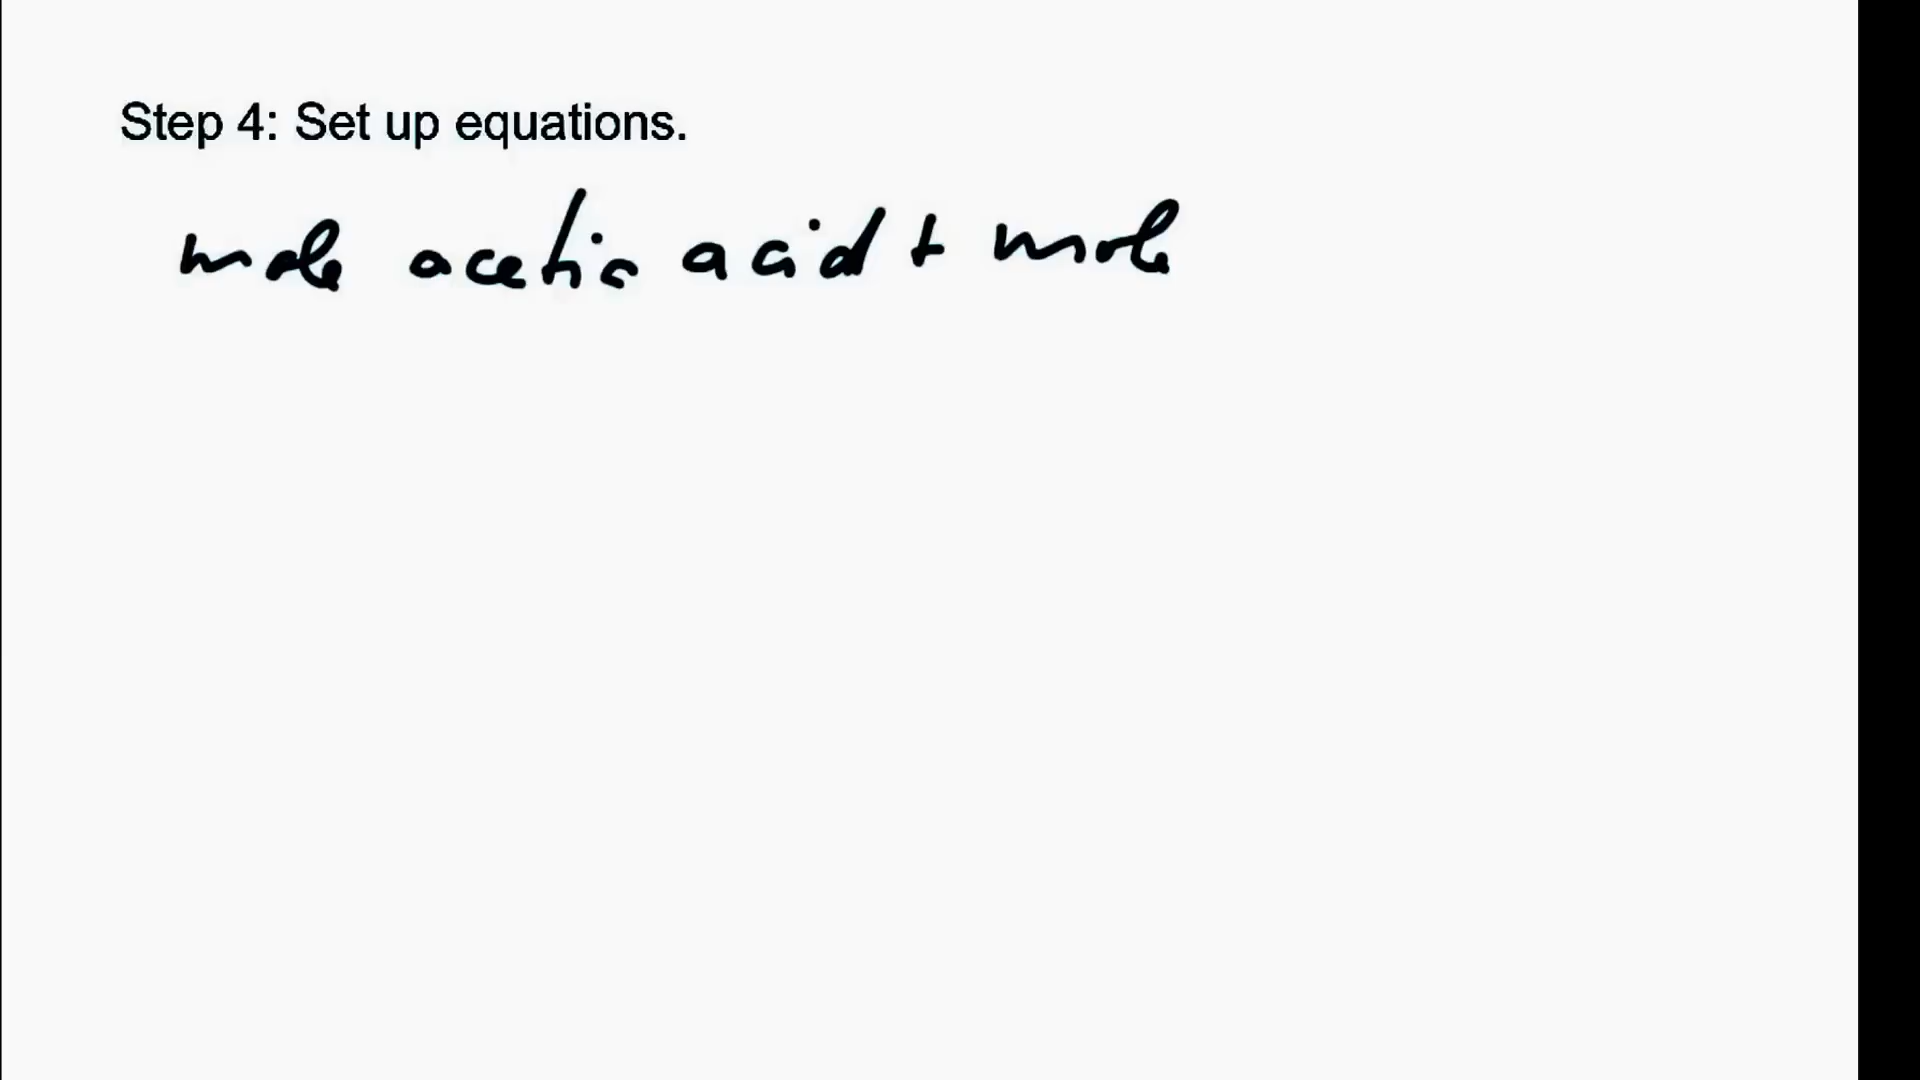 Step 4: Set up equations.
mole acetic acid + mole